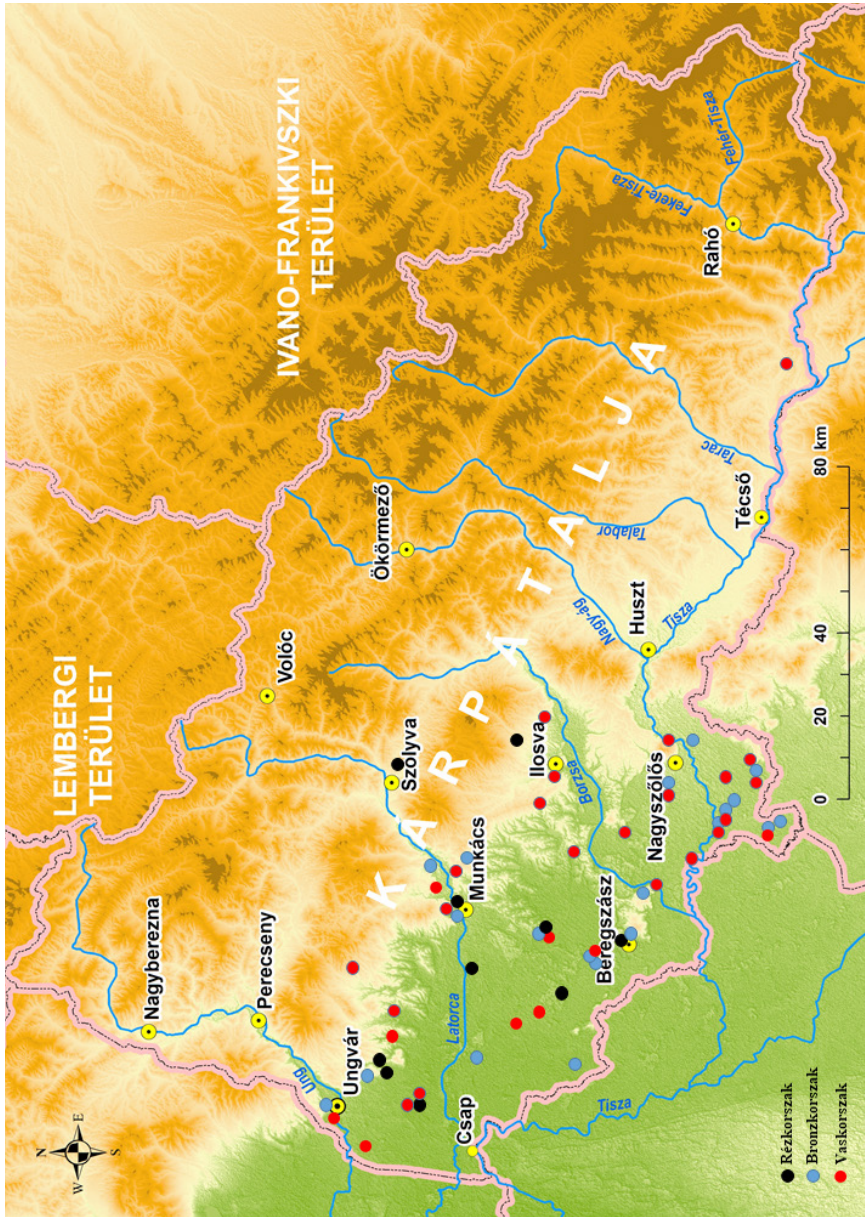 N
W
E
S
LEMBERGI
TERÜLET
IVANO-FRANKIVSZKI
TERÜLET
KÁRPÁTALJA
Nagyberezna
Perecseny
Ung
Ungvár
Csap
Latorca
Munkács
Szolyva
Volóc
Ökörmező
Ilosva
Borzsa
Beregszász
Nagyszőlős
Huszt
Nagy-ág
Tisza
Talabor
Tarac
Técső
Rahó
Fekete-Tisza
Fehér-Tisza
Tisza
0 20 40 80 km
Rézkorszak
Bronzkorszak
Vaskorszak